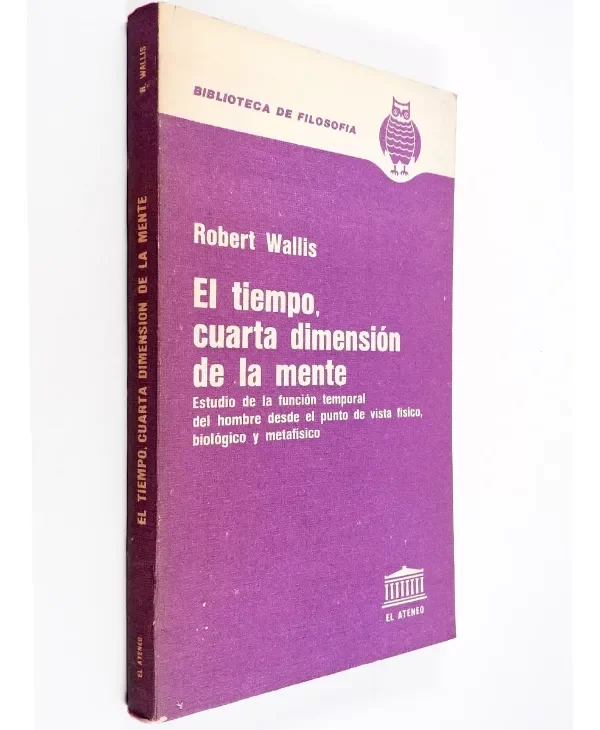 R. WALLIS
EL TIEMPO, CUARTA DIMENSION DE LA MENTE
EL ATENEO
BIBLIOTECA DE FILOSOFIA
Robert Wallis
El tiempo,
cuarta dimensión
de la mente
Estudio de la función temporal
del hombre desde el punto de vista físico,
biológico y metafísico
EL ATENEO